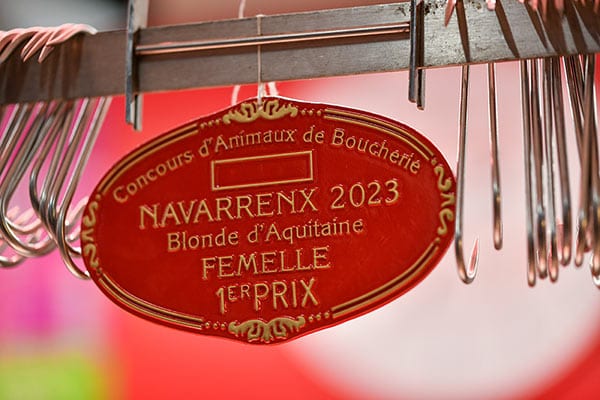 Concours d'Animaux de Boucherie
NAVARRENX 2023
Blonde d'Aquitaine
FEMELLE
1ER PRIX